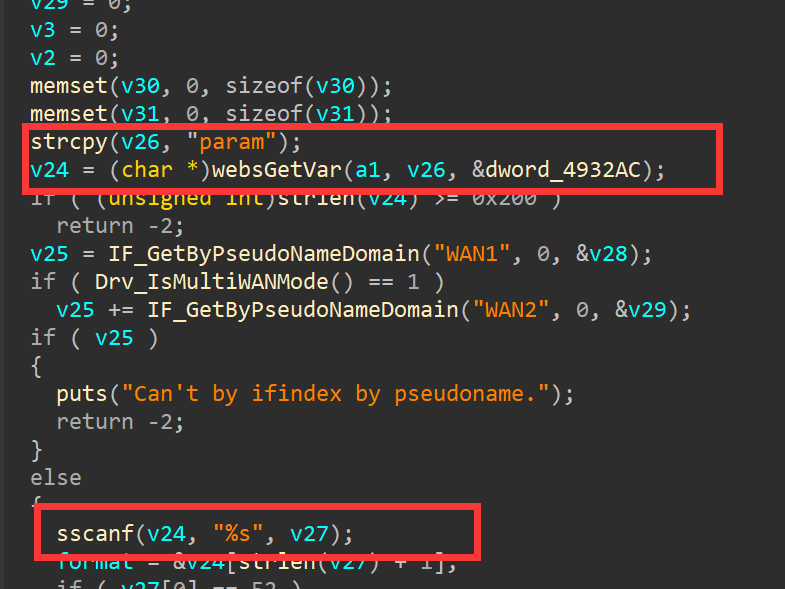 v29 = 0;
v3 = 0;
v2 = 0;
memset(v30, 0, sizeof(v30));
memset(v31, 0, sizeof(v31));
strcpy(v26, "param");
v24 = (char *)websGetVar(a1, v26, &dword_4932AC);
if ( (unsigned int)strlen(v24) >= 0x200 )
return -2;
v25 = IF_GetByPseudoNameDomain("WAN1", 0, &v28);
if ( Drv_IsMultiWANMode() == 1 )
v25 += IF_GetByPseudoNameDomain("WAN2", 0, &v29);
if ( v25 )
{
puts("Can't by ifindex by pseudoname.");
return -2;
}
else
{
sscanf(v24, "%s", v27);
format = &v24[strlen(v27) + 1];
if ( v27[0] == 52 )